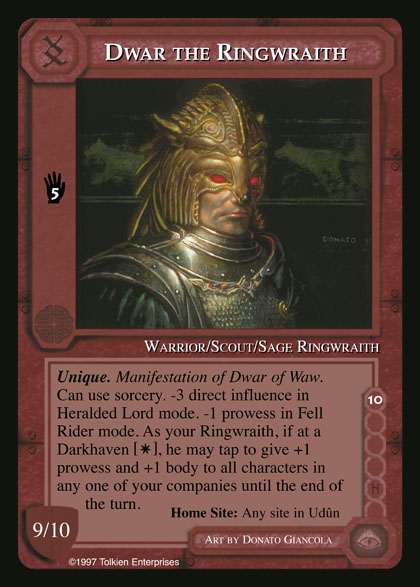 DWAR THE RINGWRAITH
5
DONATO
WARRIOR/SCOUT/SAGE RINGWRAITH
Unique. Manifestation of Dwar of Waw.
Can use sorcery. -3 direct influence in
Heralded Lord mode. -1 prowess in Fell
Rider mode. As your Ringwraith, if at a
Darkhaven [✶], he may tap to give +1
prowess and +1 body to all characters in
any one of your companies until the end of
the turn.
10
H
Home Site: Any site in Udûn
9/10
ART BY DONATO GIANCOLA
©1997 Tolkien Enterprises